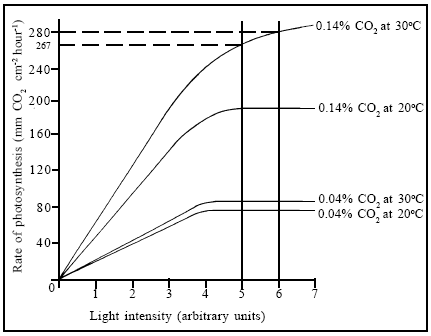 Rate of photosynthesis (mm CO2 cm-2 hour-1)
280
267
240
200
160
120
80
40
0
1 2 3 4 5 6 7
Light intensity (arbitrary units)
0.14% CO2 at 30ºC
0.14% CO2 at 20ºC
0.04% CO2 at 30ºC
0.04% CO2 at 20ºC